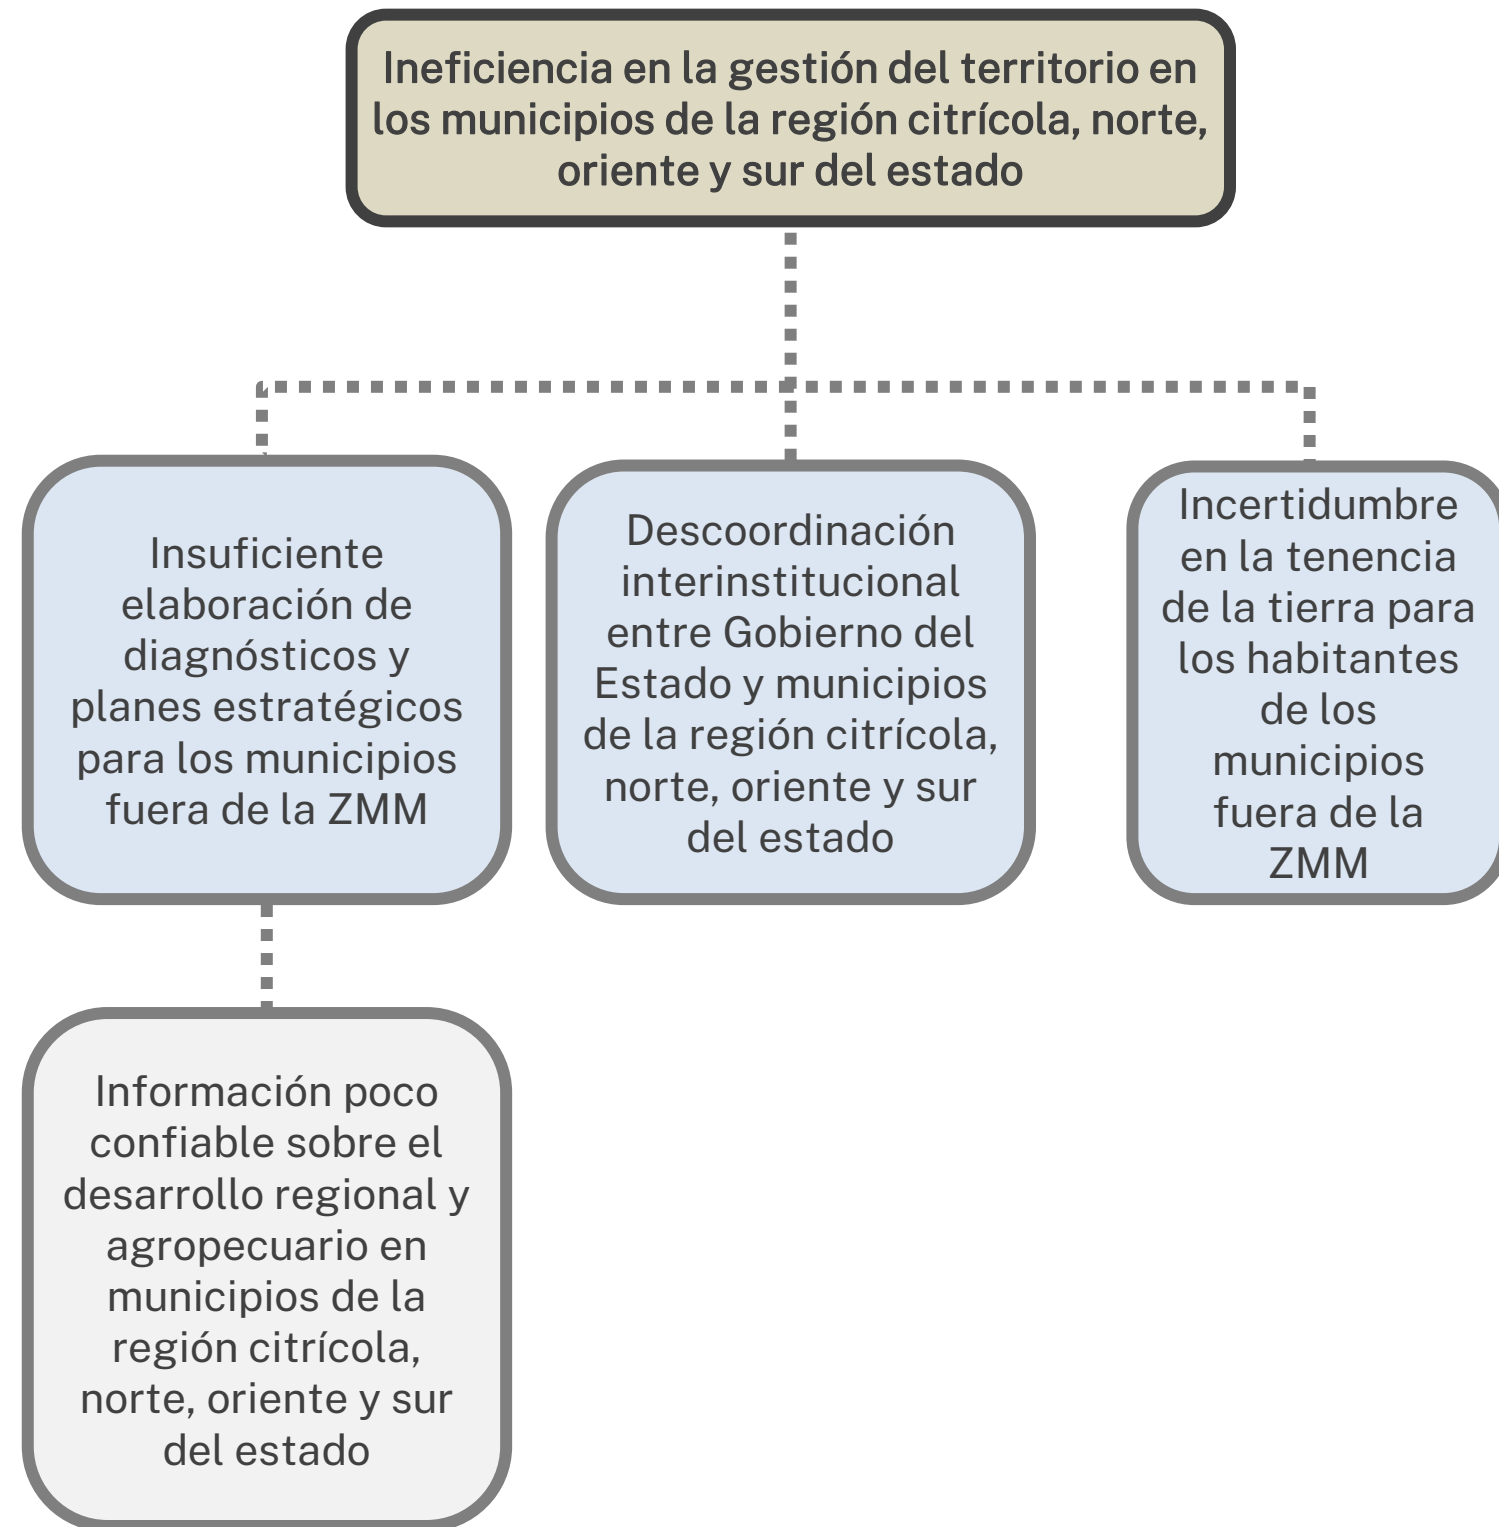 Ineficiencia en la gestión del territorio en
los municipios de la región citrícola, norte,
oriente y sur del estado
Insuficiente
elaboración de
diagnósticos y
planes estratégicos
para los municipios
fuera de la ZMM
Descoordinación
interinstitucional
entre Gobierno del
Estado y municipios
de la región citrícola,
norte, oriente y sur
del estado
Incertidumbre
en la tenencia
de la tierra para
los habitantes
de los
municipios
fuera de la
ZMM
Información poco
confiable sobre el
desarrollo regional y
agropecuario en
municipios de la
región citrícola,
norte, oriente y sur
del estado